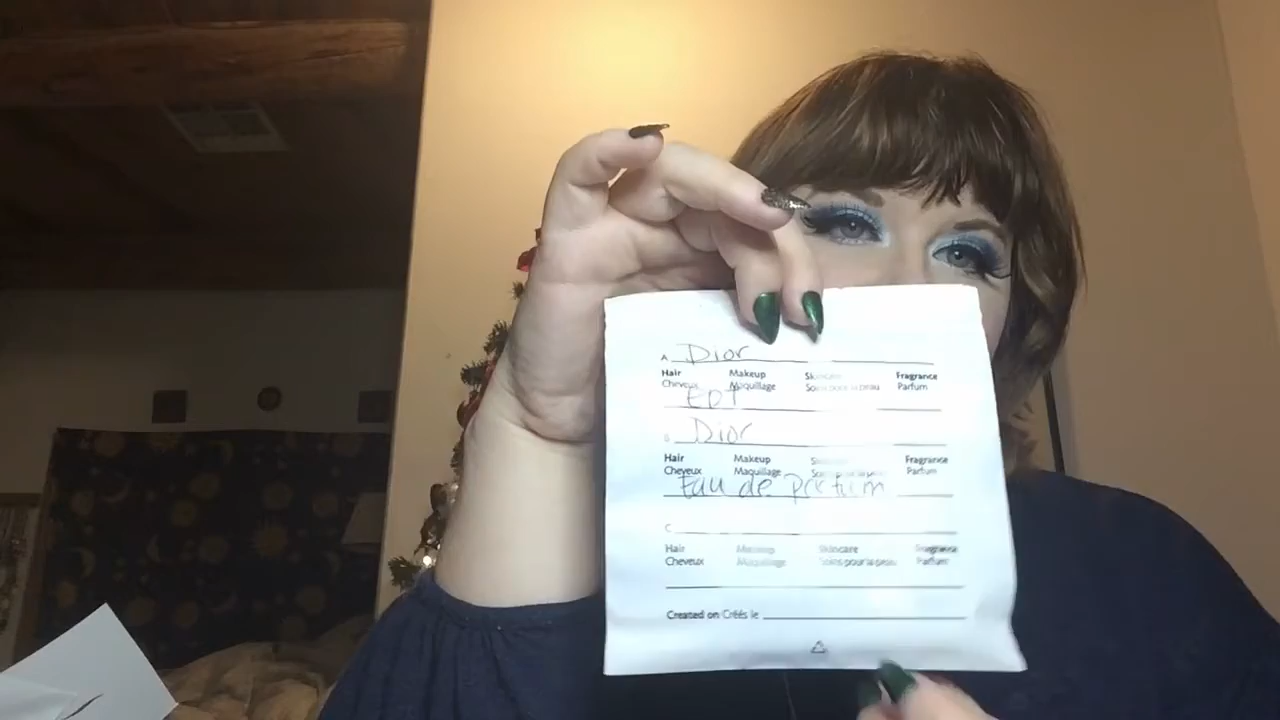 A Dior
Hair Makeup Skincare Fragrance
Cheveux Maquillage Soins pour la peau Parfum
EDT
B Dior
Hair Makeup Skincare Fragrance
Cheveux Maquillage Soins pour la peau Parfum
Eau de parfum
C
Hair Makeup Skincare Fragrance
Cheveux Maquillage Soins pour la peau Parfum
Created on Créés le